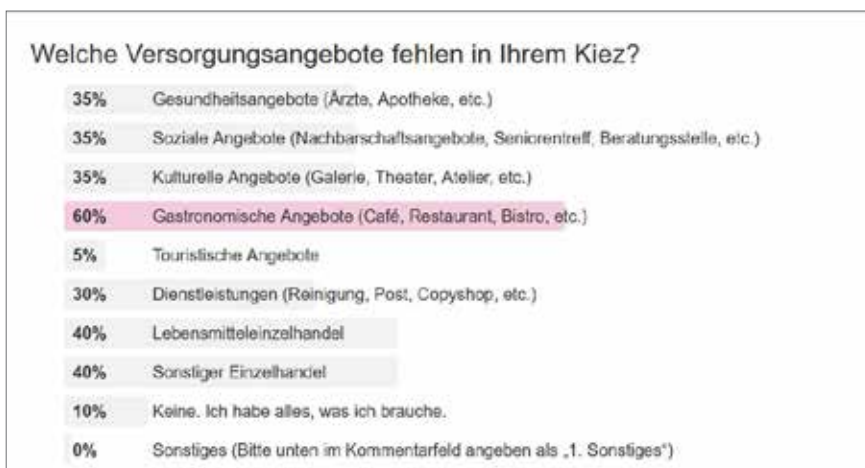 Welche Versorgungsangebote fehlen in Ihrem Kiez?
35% Gesundheitsangebote (Ärzte, Apotheke, etc.)
35% Soziale Angebote (Nachbarschaftsangebote, Seniorentreff, Beratungsstelle, etc.)
35% Kulturelle Angebote (Galerie, Theater, Atelier, etc.)
60% Gastronomische Angebote (Café, Restaurant, Bistro, etc.)
5% Touristische Angebote
30% Dienstleistungen (Reinigung, Post, Copyshop, etc.)
40% Lebensmitteleinzelhandel
40% Sonstiger Einzelhandel
10% Keine. Ich habe alles, was ich brauche.
0% Sonstiges (Bitte unten im Kommentarfeld angeben als „1. Sonstiges“)